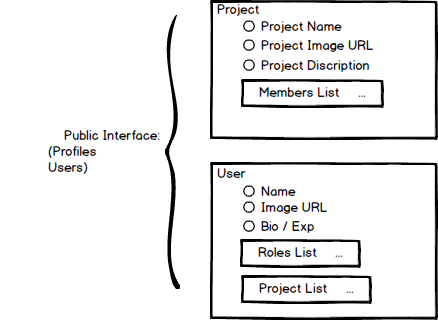 Project
Project Name
Project Image URL
Project Discription
Members List ...
Public Interface:
(Profiles
Users)
User
Name
Image URL
Bio / Exp
Roles List ...
Project List ...